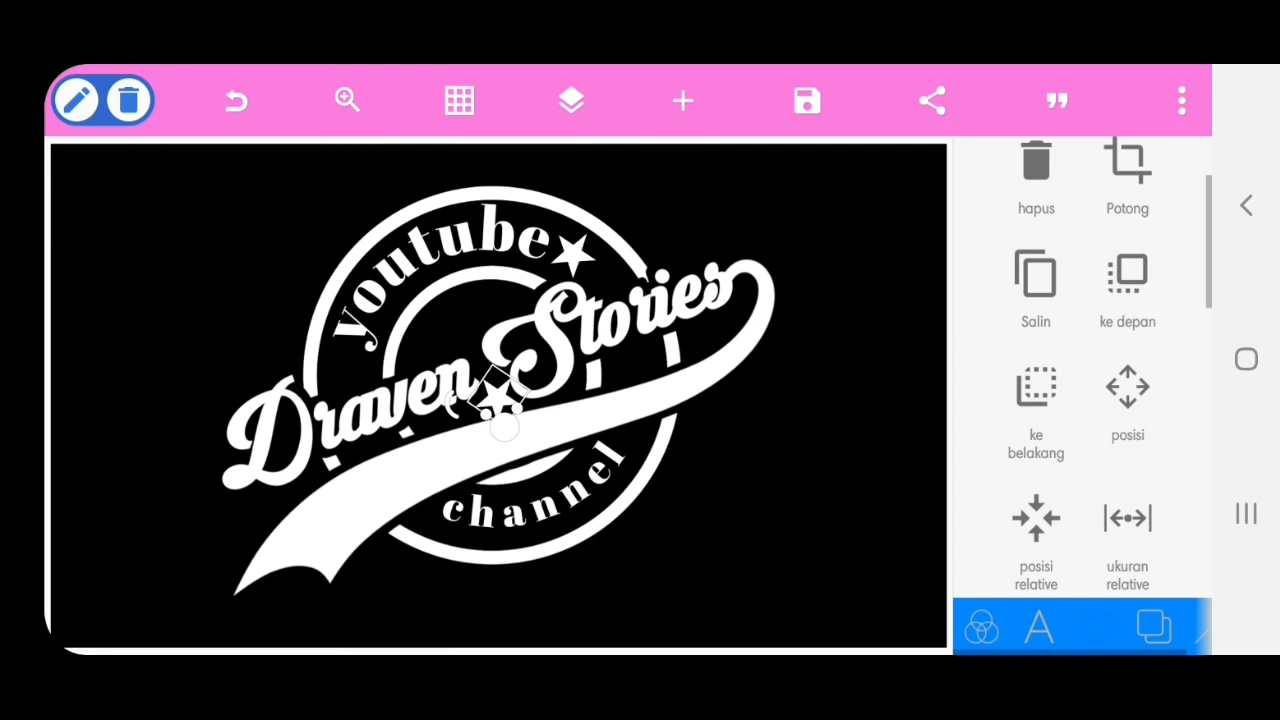 youtube★
Draven Stories
channel
hapus
Potong
Salin
ke depan
ke
belakang
posisi
posisi
relative
ukuran
relative